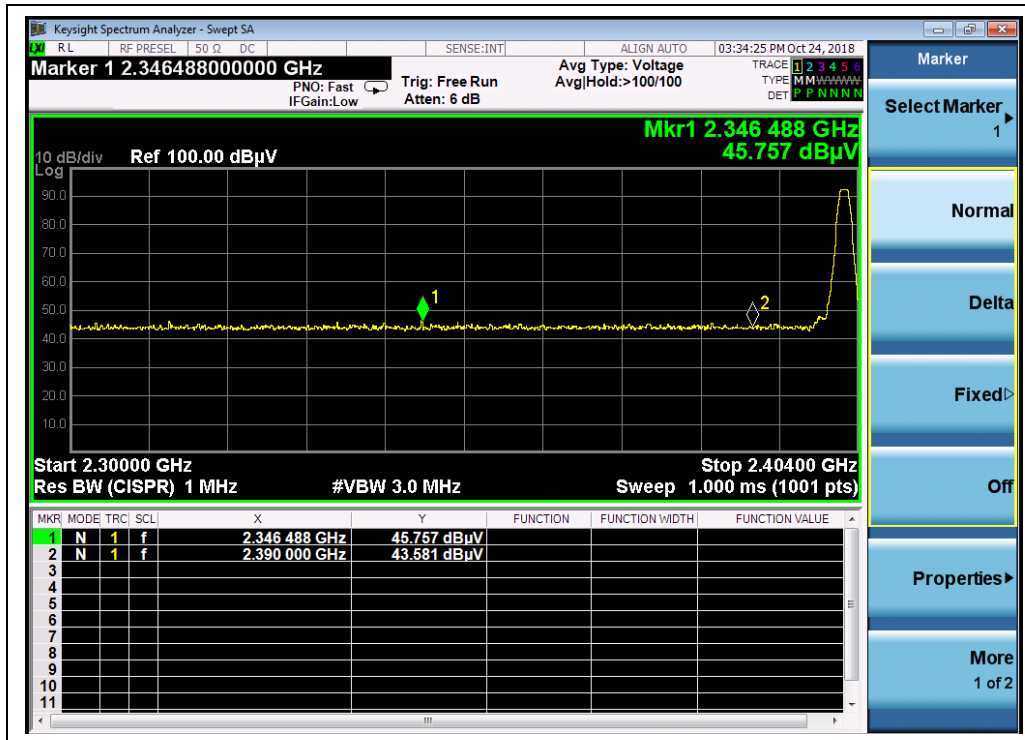 Keysight Spectrum Analyzer - Swept SA
LXI RL RF PRESEL 50 Ω DC SENSE:INT ALIGN AUTO 03:34:25 PM Oct 24, 2018
Marker 1 2.346488000000 GHz
PNO: Fast
IFGain:Low
Trig: Free Run
Atten: 6 dB
Avg Type: Voltage
Avg|Hold:>100/100
TRACE 1 2 3 4 5 6
TYPE M M W W W W
DET P P N N N N
Mkr1 2.346 488 GHz
45.757 dBµV
10 dB/div Ref 100.00 dBµV
Log
90.0
80.0
70.0
60.0
50.0
40.0
30.0
20.0
10.0
1
2
Start 2.30000 GHz Stop 2.40400 GHz
Res BW (CISPR) 1 MHz #VBW 3.0 MHz Sweep 1.000 ms (1001 pts)
MKR MODE TRC SCL X Y FUNCTION FUNCTION WIDTH FUNCTION VALUE
1 N 1 f 2.346 488 GHz 45.757 dBµV
2 N 1 f 2.390 000 GHz 43.581 dBµV
3
4
5
6
7
8
9
10
11
Marker
Select Marker
1
Normal
Delta
Fixed
Off
Properties
More
1 of 2